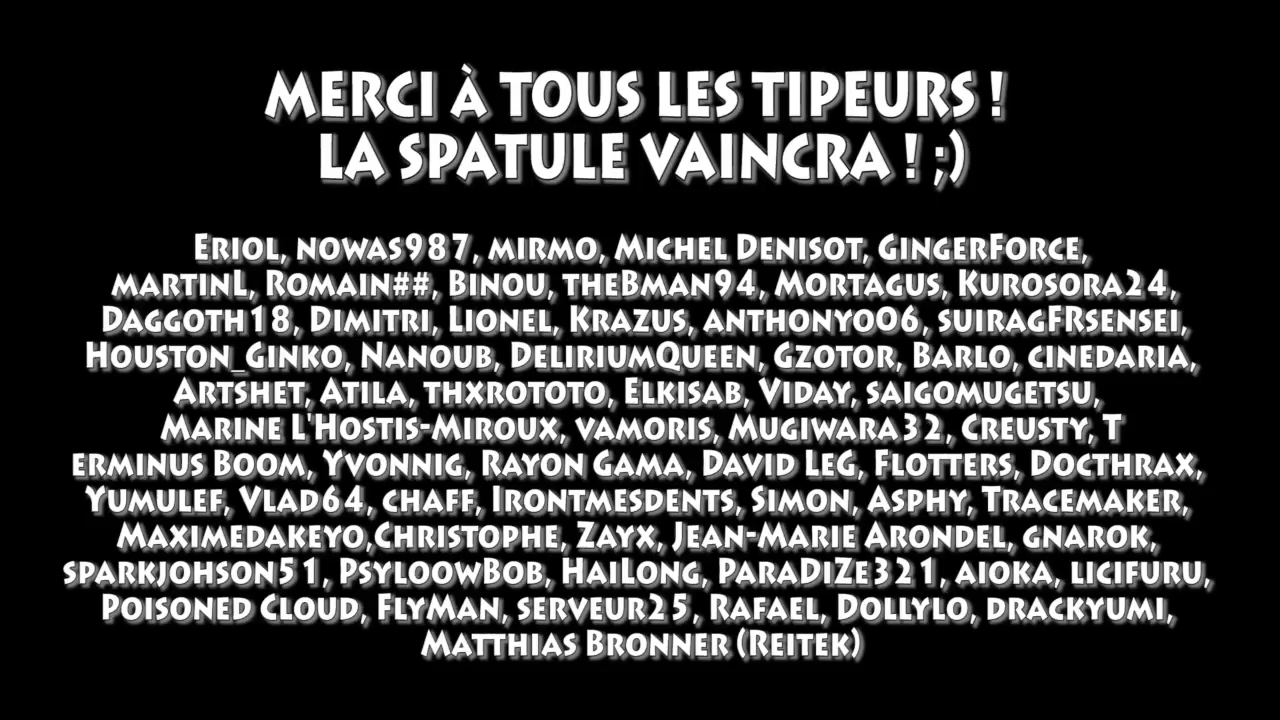 MERCI À TOUS LES TIPEURS !
LA SPATULE VAINCRA ! ;)
Eriol, nowas987, mirmo, Michel Denisot, GingerForce,
martinL, Romain##, Binou, theBman94, Mortagus, Kurosora24,
Daggoth18, Dimitri, Lionel, Krazus, anthonyo06, suiragFRsensei,
Houston_Ginko, Nanoub, DeliriumQueen, Gzotor, Barlo, cinedaria,
Artshet, Atila, thxrototo, Elkisab, Viday, saigomugetsu,
Marine L'Hostis-Miroux, vamoris, Mugiwara32, Creusty, T
erminus Boom, Yvonnig, Rayon Gama, David LeG, Flotters, Docthrax,
Yumulef, Vlad64, chaff, Irontmesdents, Simon, Asphy, Tracemaker,
Maximedakeyo,Christophe, Zayx, Jean-Marie Arondel, gnarok,
sparkjohson51, PsyloowBob, HaiLong, ParaDiZe321, aioka, licifuru,
Poisoned Cloud, FlyMan, serveur25, Rafael, Dollylo, drackyumi,
Matthias Bronner (Reitek)